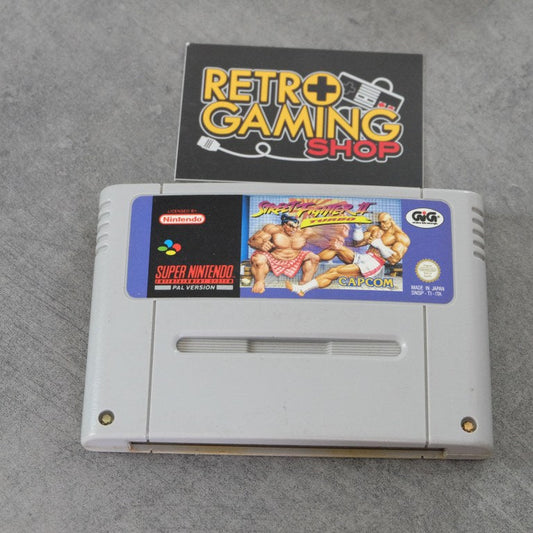 RETRO
GAMING
SHOP
LICENSED BY
Nintendo
SUPER NINTENDO
ENTERTAINMENT SYSTEM
PAL VERSION
STREET FIGHTER II
TURBO
CAPCOM
GIG
MADE IN JAPAN
SNSP-TI-ITA